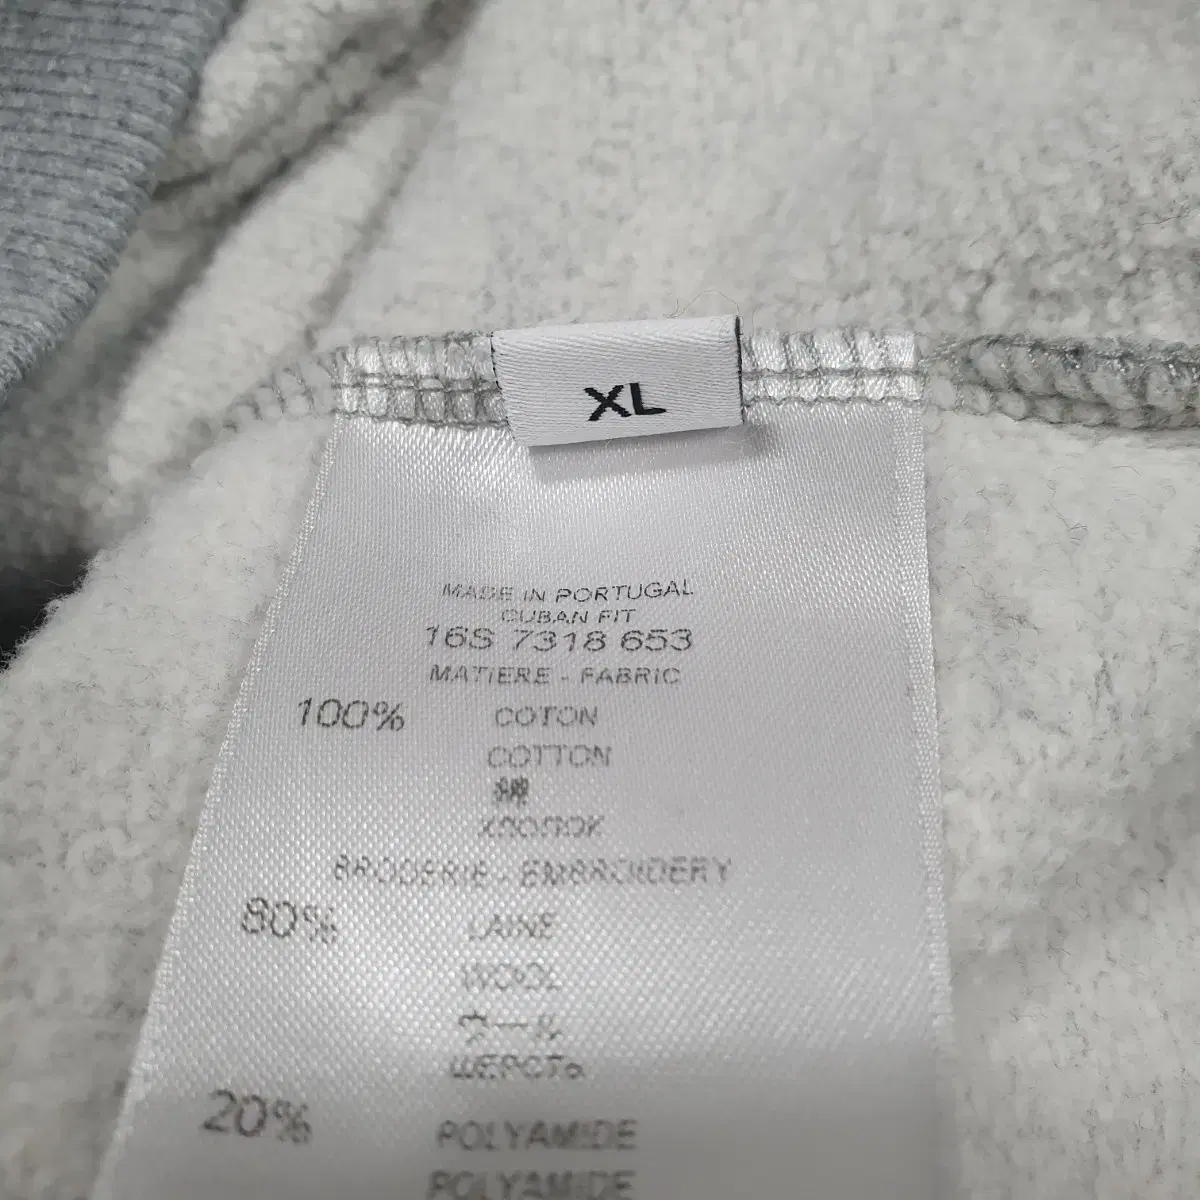 XL
MADE IN PORTUGAL
CUBAN FIT
16S 7318 653
MATIERE - FABRIC
100% COTON
COTTON
綿
ХЛОПОК
BRODERIE - EMBROIDERY
80% LAINE
WOOL
ウール
ШЕРСТЬ
20% POLYAMIDE
POLYAMIDE